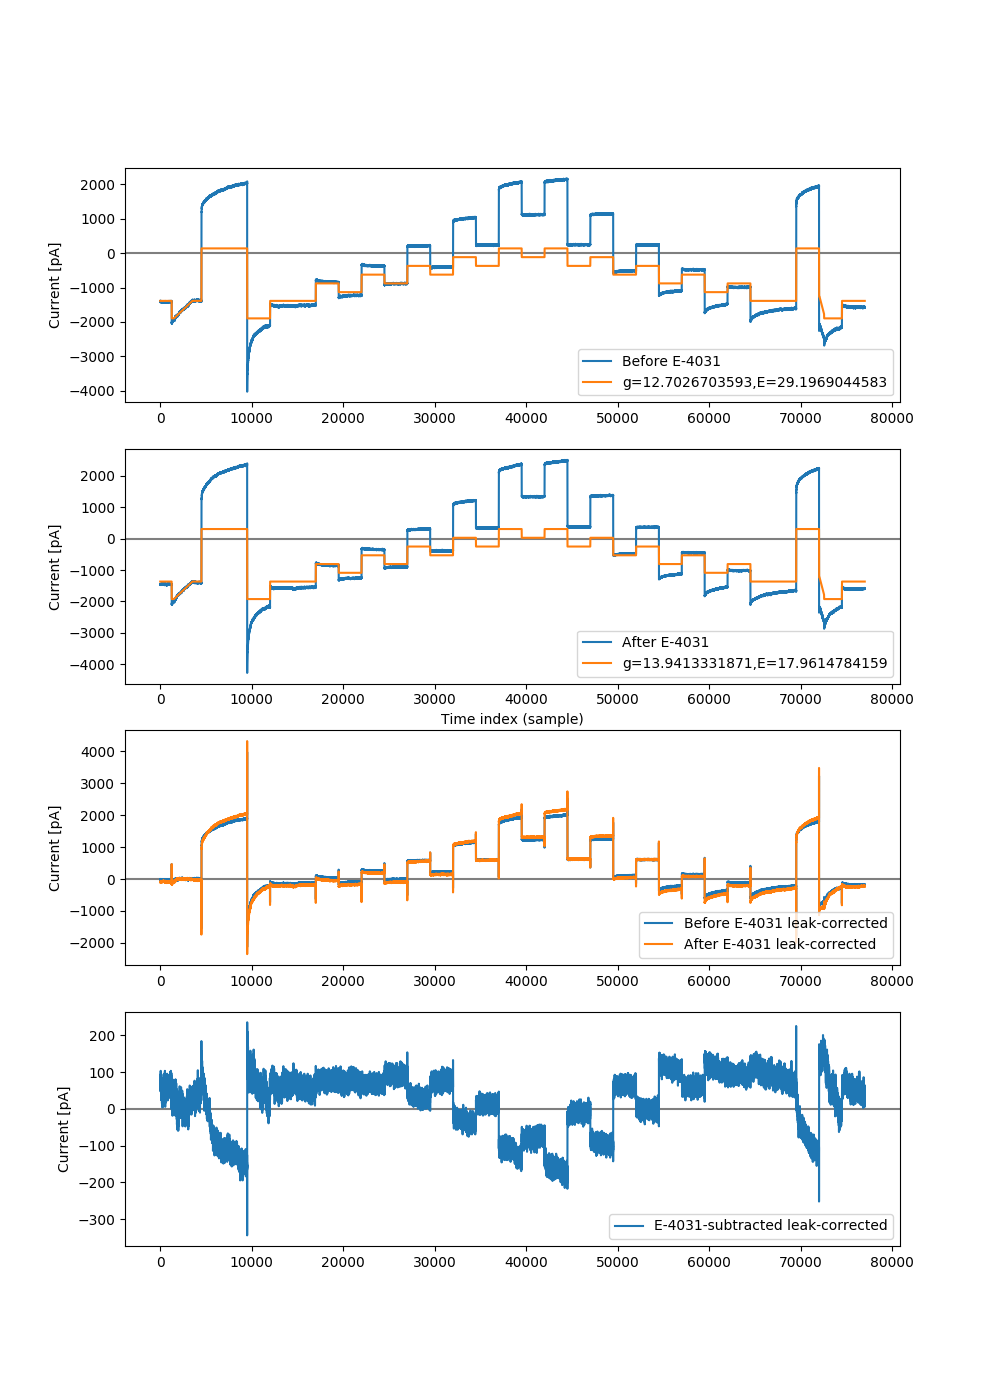 2000
1000
0
−1000
−2000
−3000
−4000
Current [pA]
Before E-4031
g=12.7026703593,E=29.1969044583
0 10000 20000 30000 40000 50000 60000 70000 80000
2000
1000
0
−1000
−2000
−3000
−4000
Current [pA]
After E-4031
g=13.9413331871,E=17.9614784159
0 10000 20000 30000 40000 50000 60000 70000 80000
Time index (sample)
4000
3000
2000
1000
0
−1000
−2000
Current [pA]
Before E-4031 leak-corrected
After E-4031 leak-corrected
0 10000 20000 30000 40000 50000 60000 70000 80000
200
100
0
−100
−200
−300
Current [pA]
E-4031-subtracted leak-corrected
0 10000 20000 30000 40000 50000 60000 70000 80000